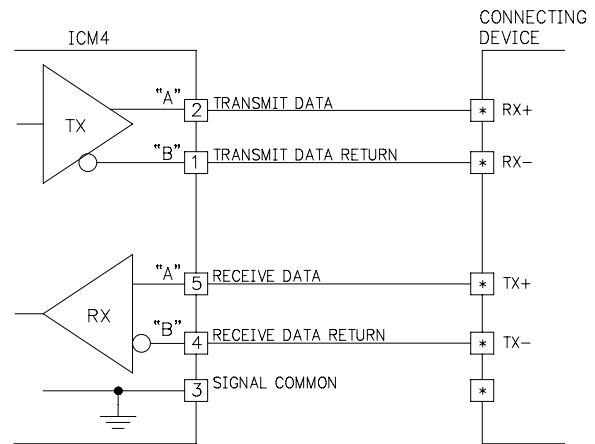 ICM4
CONNECTING
DEVICE
TX
"A"
2
TRANSMIT DATA
*
RX+
"B"
1
TRANSMIT DATA RETURN
*
RX-
RX
"A"
5
RECEIVE DATA
*
TX+
"B"
4
RECEIVE DATA RETURN
*
TX-
3
SIGNAL COMMON
*